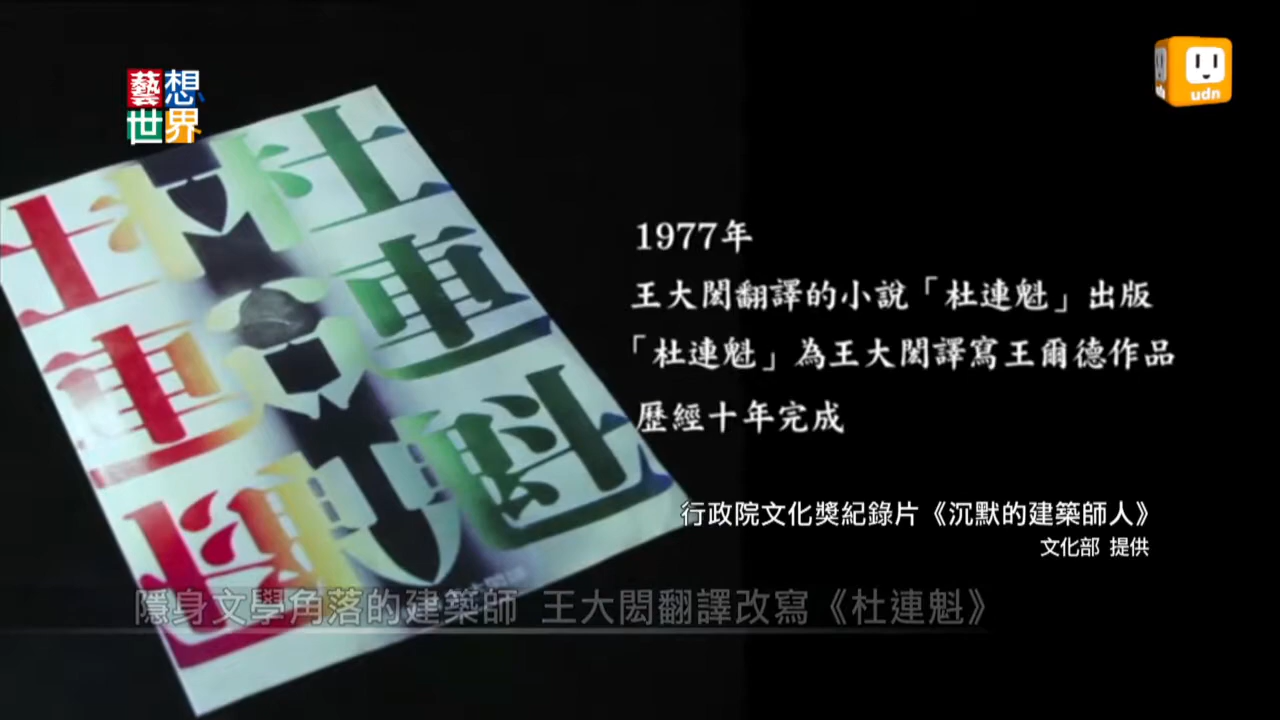 藝想
世界
udn
杜連魁
杜連魁
1977年
王大閎翻譯的小說「杜連魁」出版
「杜連魁」為王大閎譯寫王爾德作品
歷經十年完成
行政院文化獎紀錄片《沉默的建築師人》
文化部 提供
隱身文學角落的建築師 王大閎翻譯改寫《杜連魁》